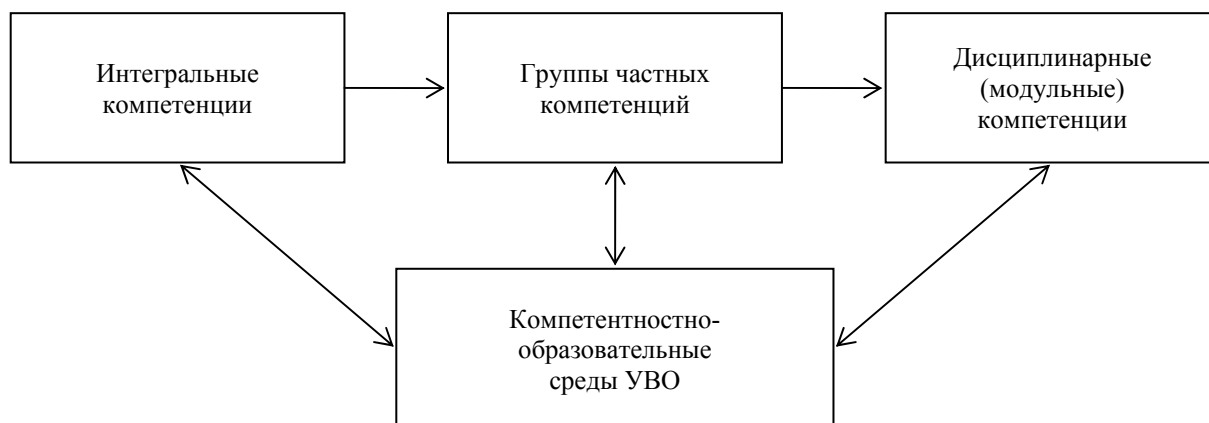 Интегральные
компетенции
Группы частных
компетенций
Дисциплинарные
(модульные)
компетенции
Компетентностно-
образовательные
среды УВО